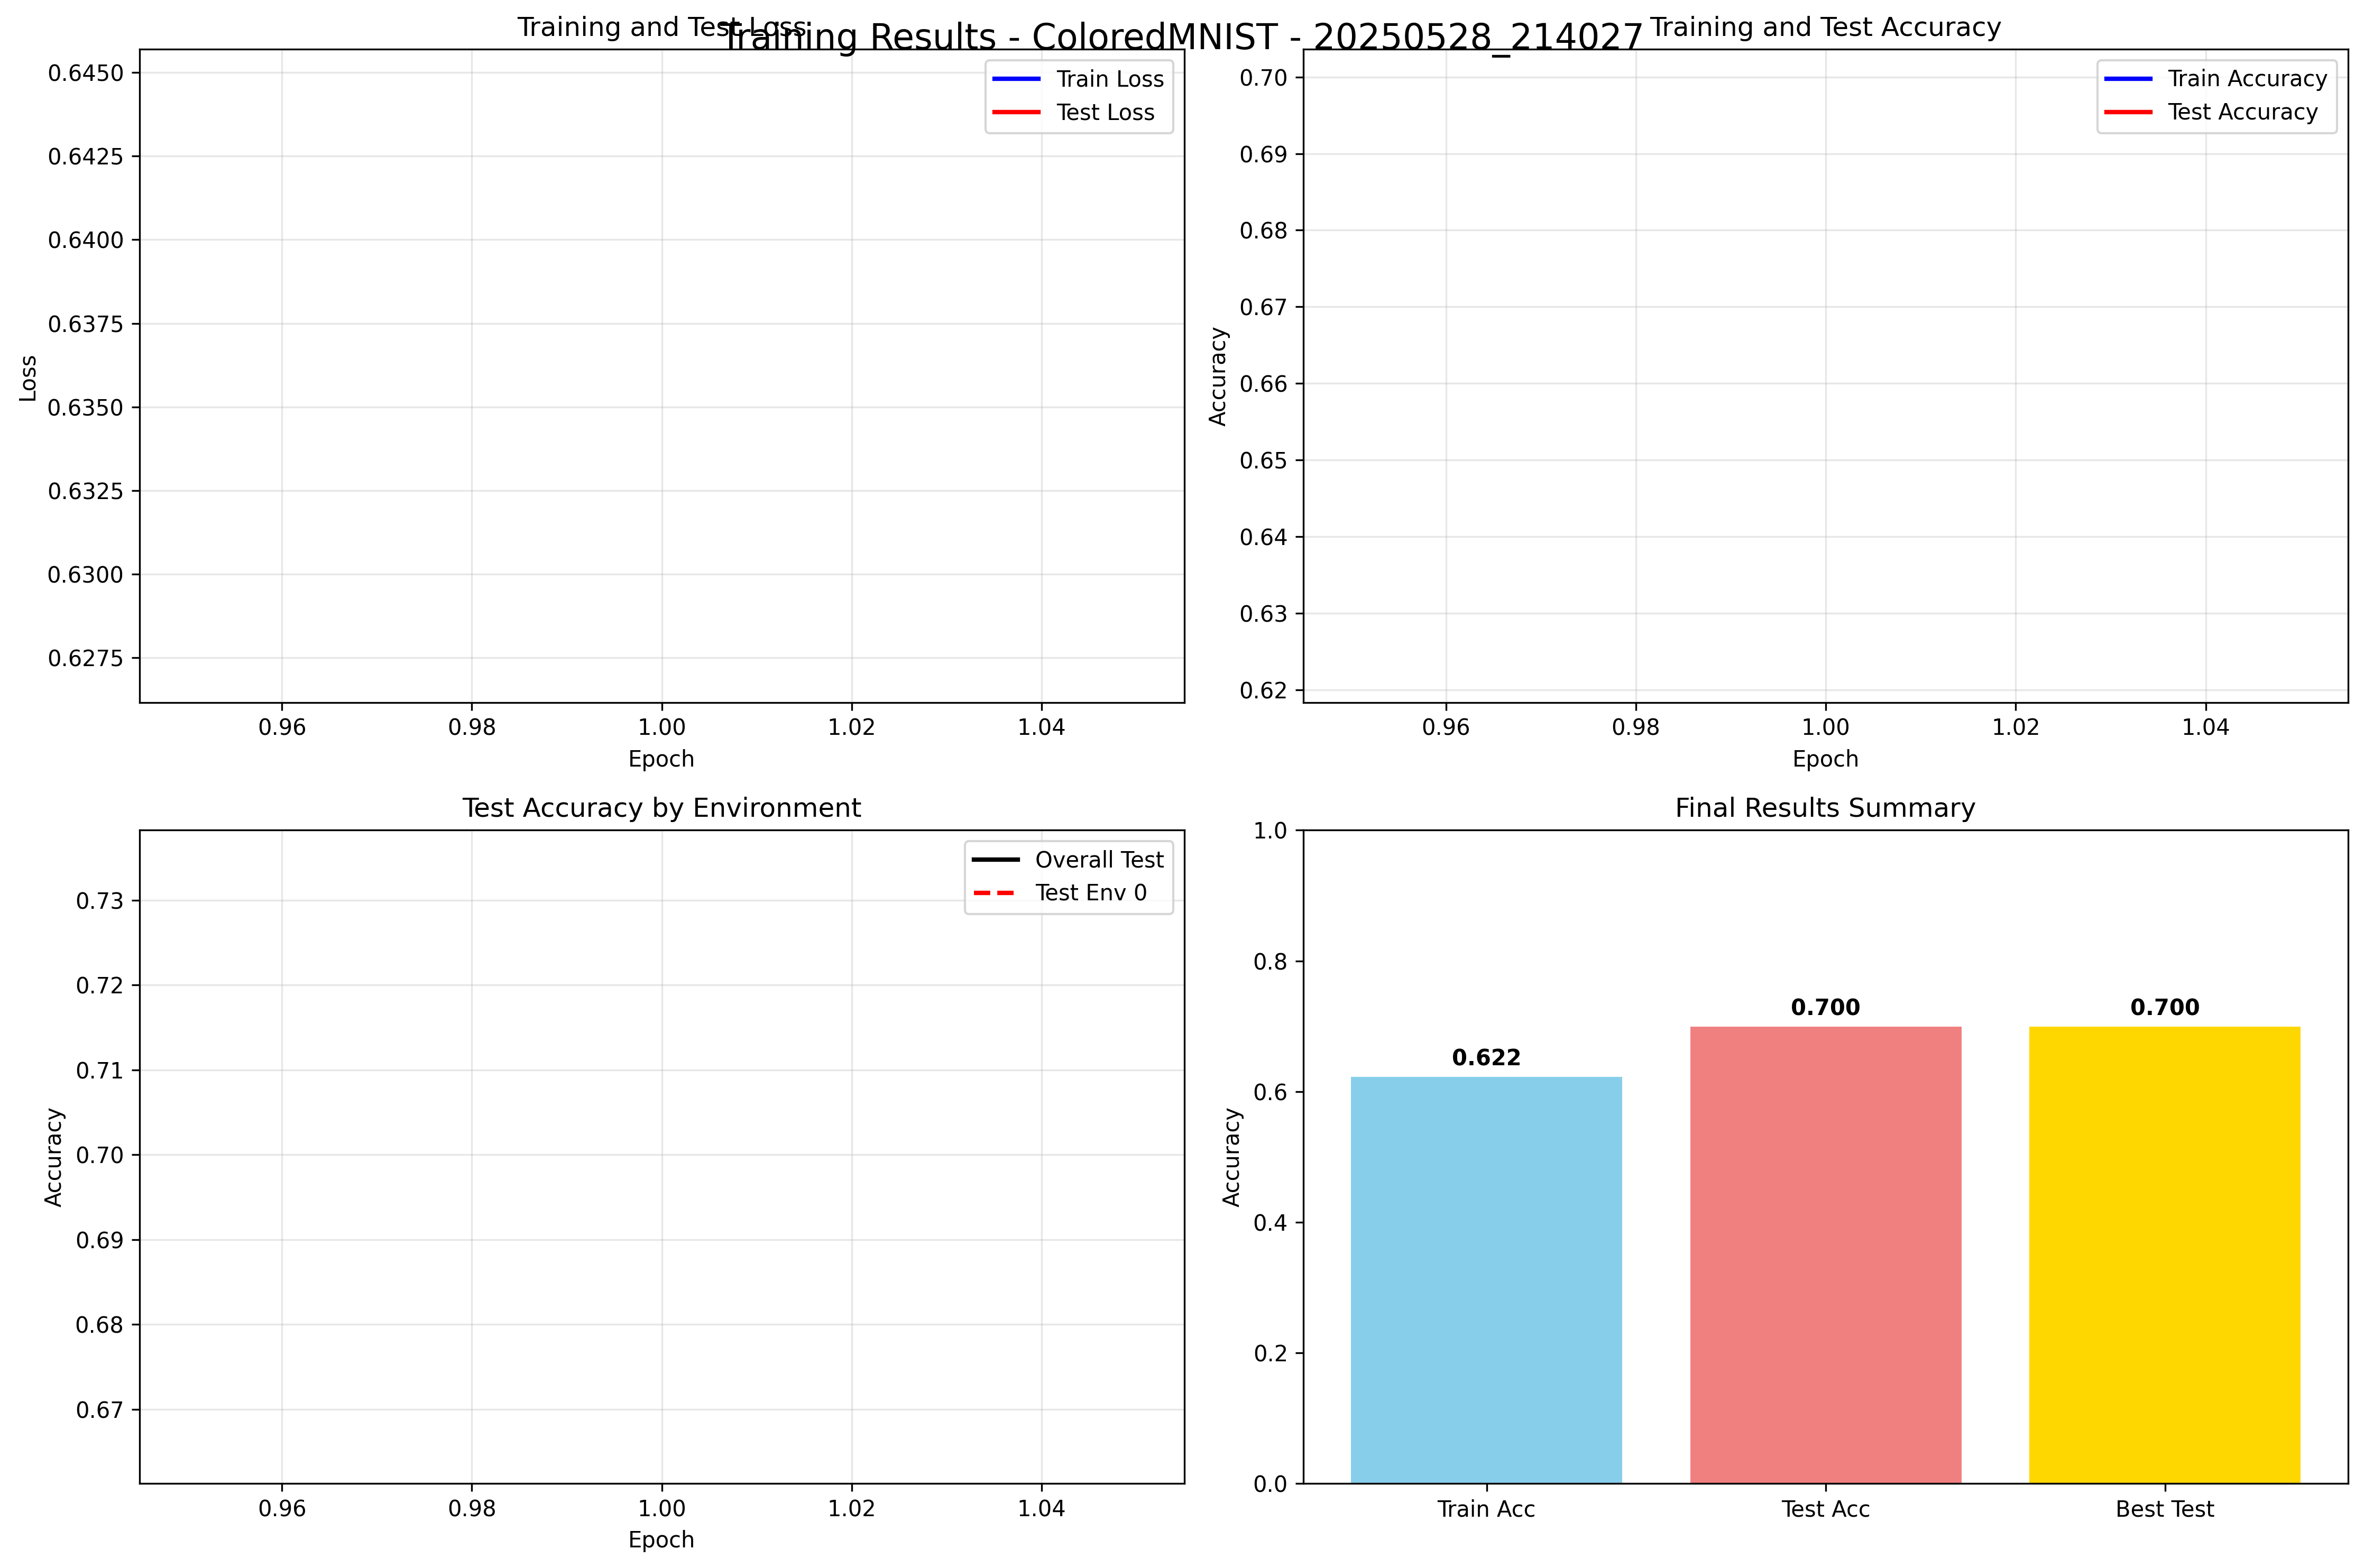 Training Results - ColoredMNIST - 20250528_214027
Training and Test Loss
0.6450
0.6425
0.6400
0.6375
0.6350
0.6325
0.6300
0.6275
Loss
Train Loss
Test Loss
0.96 0.98 1.00 1.02 1.04
Epoch
Training and Test Accuracy
0.70
0.69
0.68
0.67
0.66
0.65
0.64
0.63
0.62
Accuracy
Train Accuracy
Test Accuracy
0.96 0.98 1.00 1.02 1.04
Epoch
Test Accuracy by Environment
0.73
0.72
0.71
0.70
0.69
0.68
0.67
Accuracy
Overall Test
Test Env 0
0.96 0.98 1.00 1.02 1.04
Epoch
Final Results Summary
1.0
0.8
0.6
0.4
0.2
0.0
Accuracy
0.622
0.700
0.700
Train Acc
Test Acc
Best Test